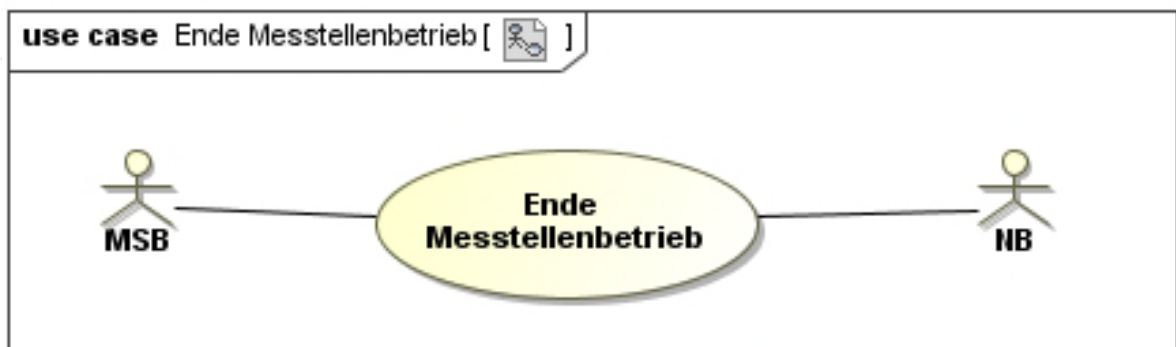 use case Ende Messtellenbetrieb [ ]
Ende
Messtellenbetrieb
MSB
NB